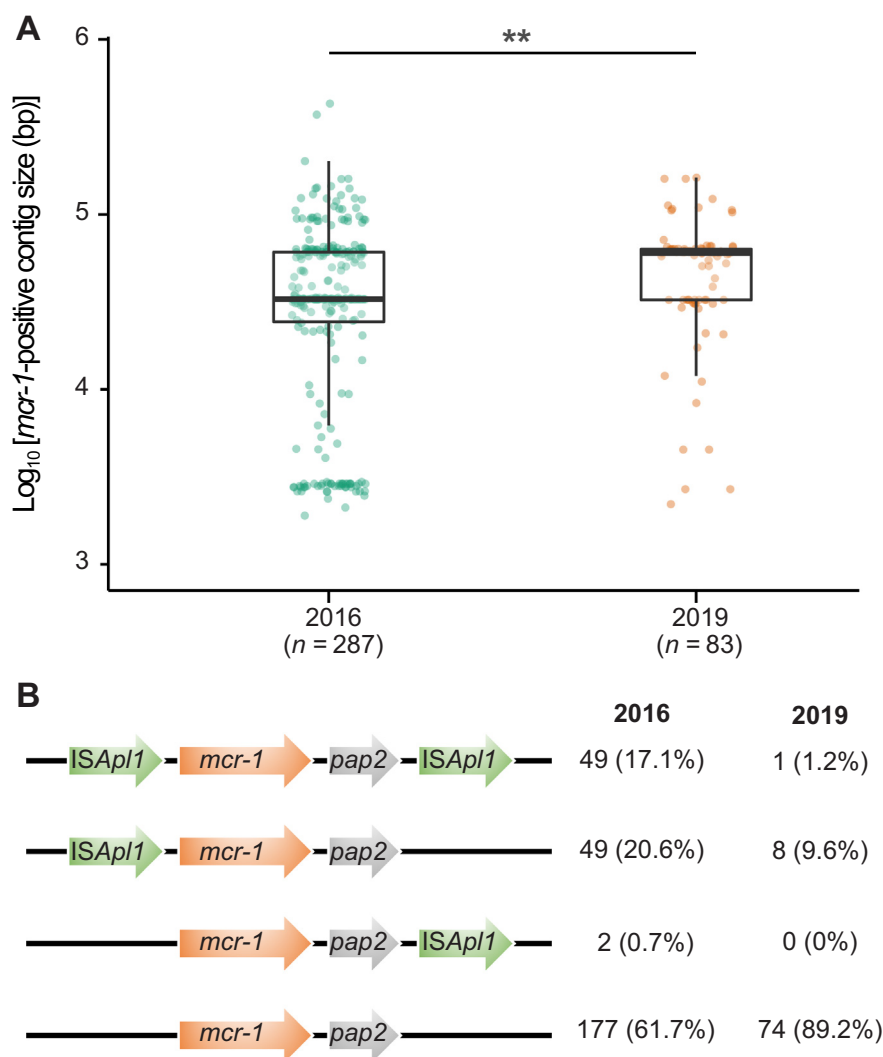 A
Log₁₀ [mcr-1-positive contig size (bp)]
6
5
4
3
**
2016
(n = 287)
2019
(n = 83)
B
2016 2019
ISApl1 mcr-1 pap2 ISApl1 49 (17.1%) 1 (1.2%)
ISApl1 mcr-1 pap2 49 (20.6%) 8 (9.6%)
mcr-1 pap2 ISApl1 2 (0.7%) 0 (0%)
mcr-1 pap2 177 (61.7%) 74 (89.2%)